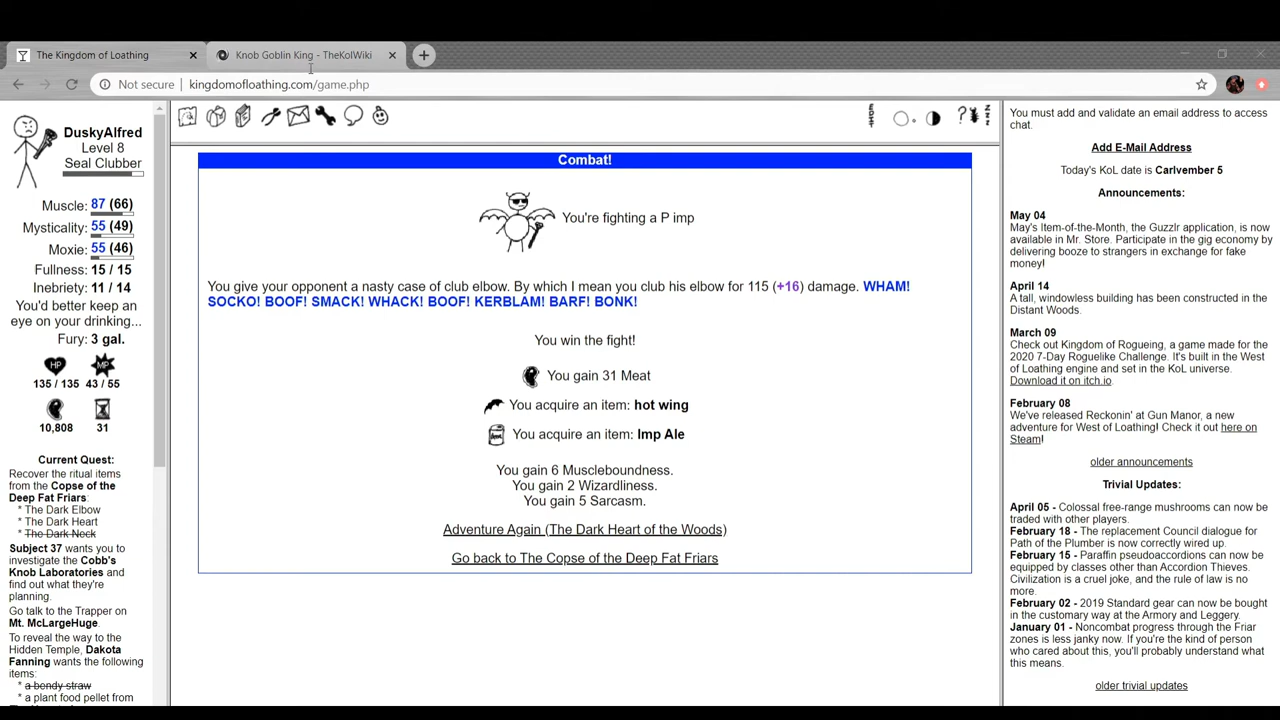 The Kingdom of Loathing
Knob Goblin King - TheKolWiki
Not secure
kingdomofloathing.com/game.php
DuskyAlfred
Level 8
Seal Clubber
Muscle: 87 (66)
Mysticality: 55 (49)
Moxie: 55 (46)
Fullness: 15 / 15
Inebriety: 11 / 14
You'd better keep an
eye on your drinking...
Fury: 3 gal.
HP
MP
135 / 135
43 / 55
10,808
31
Current Quest:
Recover the ritual items
from the Copse of the
Deep Fat Friars:
* The Dark Elbow
* The Dark Heart
* The Dark Neck
Subject 37 wants you to
investigate the Cobb's
Knob Laboratories and
find out what they're
planning.
Go talk to the Trapper on
Mt. McLargeHuge.
To reveal the way to the
Hidden Temple, Dakota
Fanning wants the following
items:
* a bendy straw
* a plant food pellet from
Combat!
You're fighting a P imp
You give your opponent a nasty case of club elbow. By which I mean you club his elbow for 115 (+16) damage. WHAM!
SOCKO! BOOF! SMACK! WHACK! BOOF! KERBLAM! BARF! BONK!
You win the fight!
You gain 31 Meat
You acquire an item: hot wing
You acquire an item: Imp Ale
You gain 6 Muscleboundness.
You gain 2 Wizardliness.
You gain 5 Sarcasm.
Adventure Again (The Dark Heart of the Woods)
Go back to The Copse of the Deep Fat Friars
You must add and validate an email address to access
chat.
Add E-Mail Address
Today's KoL date is Carlvember 5
Announcements:
May 04
May's Item-of-the-Month, the Guzzlr application, is now
available in Mr. Store. Participate in the gig economy by
delivering booze to strangers in exchange for fake
money!
April 14
A tall, windowless building has been constructed in the
Distant Woods.
March 09
Check out Kingdom of Rogueing, a game made for the
2020 7-Day Roguelike Challenge. It's built in the West
of Loathing engine and set in the KoL universe.
Download it on itch.io.
February 08
We've released Reckonin' at Gun Manor, a new
adventure for West of Loathing! Check it out here on
Steam!
older announcements
Trivial Updates:
April 05 - Colossal free-range mushrooms can now be
traded with other players.
February 18 - The replacement Council dialogue for
Path of the Plumber is now correctly wired up.
February 15 - Paraffin pseudoaccordions can now be
equipped by classes other than Accordion Thieves.
Civilization is a cruel joke, and the rule of law is no
more.
February 02 - 2019 Standard gear can now be bought
in the customary way at the Armory and Leggery.
January 01 - Noncombat progress through the Friar
zones is less janky now. If you're the kind of person
who cared about this, you'll probably understand what
this means.
older trivial updates